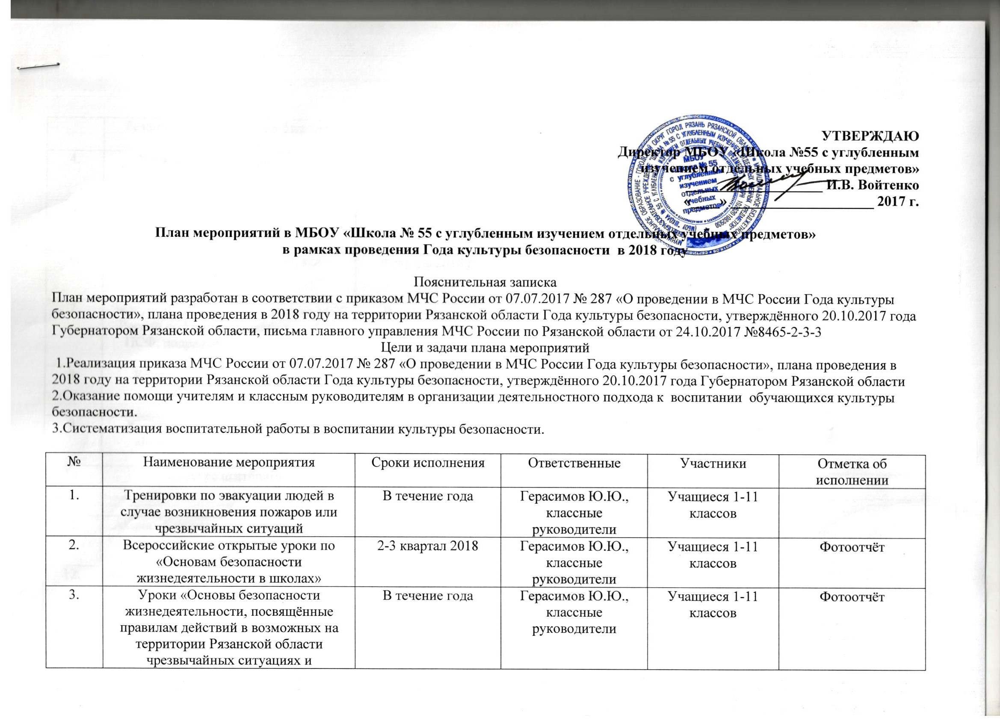 УТВЕРЖДАЮ
Директор МБОУ «Школа №55 с углубленным
изучением отдельных учебных предметов»
И.В. Войтенко
«____» ____________________ 2017 г.
МБОУ
«Школа № 55
с углубленным
изучением
отдельных
учебных
предметов»
План мероприятий в МБОУ «Школа № 55 с углубленным изучением отдельных учебных предметов»
в рамках проведения Года культуры безопасности в 2018 году
Пояснительная записка
План мероприятий разработан в соответствии с приказом МЧС России от 07.07.2017 № 287 «О проведении в МЧС России Года культуры
безопасности», плана проведения в 2018 году на территории Рязанской области Года культуры безопасности, утверждённого 20.10.2017 года
Губернатором Рязанской области, письма главного управления МЧС России по Рязанской области от 24.10.2017 №8465-2-3-3
Цели и задачи плана мероприятий
1.Реализация приказа МЧС России от 07.07.2017 № 287 «О проведении в МЧС России Года культуры безопасности», плана проведения в
2018 году на территории Рязанской области Года культуры безопасности, утверждённого 20.10.2017 года Губернатором Рязанской области
2.Оказание помощи учителям и классным руководителям в организации деятельностного подхода к воспитании обучающихся культуры
безопасности.
3.Систематизация воспитательной работы в воспитании культуры безопасности.
№ Наименование мероприятия Сроки исполнения Ответственные Участники Отметка об
исполнении
1. Тренировки по эвакуации людей в В течение года Герасимов Ю.Ю., Учащиеся 1-11
случае возникновения пожаров или классные классов
чрезвычайных ситуаций руководители
2. Всероссийские открытые уроки по 2-3 квартал 2018 Герасимов Ю.Ю., Учащиеся 1-11 Фотоотчёт
«Основам безопасности классные классов
жизнедеятельности в школах» руководители
3. Уроки «Основы безопасности В течение года Герасимов Ю.Ю., Учащиеся 1-11 Фотоотчёт
жизнедеятельности, посвящённые классные классов
правилам действий в возможных на руководители
территории Рязанской области
чрезвычайных ситуациях и